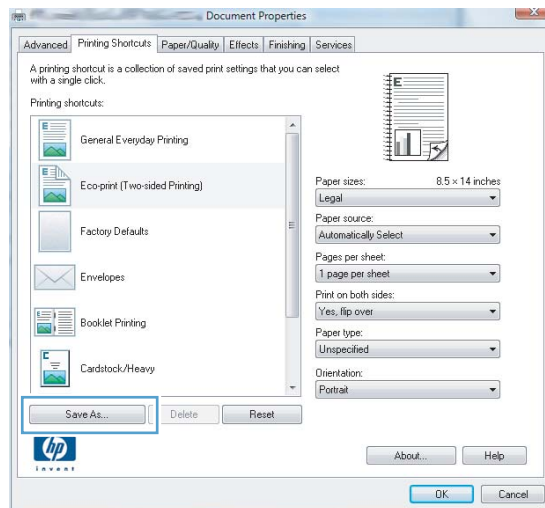 Document Properties
Advanced Printing Shortcuts Paper/Quality Effects Finishing Services
A printing shortcut is a collection of saved print settings that you can select
with a single click.
Printing shortcuts:
General Everyday Printing
Eco-print (Two-sided Printing)
Factory Defaults
Envelopes
Booklet Printing
Cardstock/Heavy
Save As... Delete Reset
Paper sizes: 8.5 × 14 inches
Legal
Paper source:
Automatically Select
Pages per sheet:
1 page per sheet
Print on both sides:
Yes, flip over
Paper type:
Unspecified
Orientation:
Portrait
hp
invent
About... Help
OK Cancel